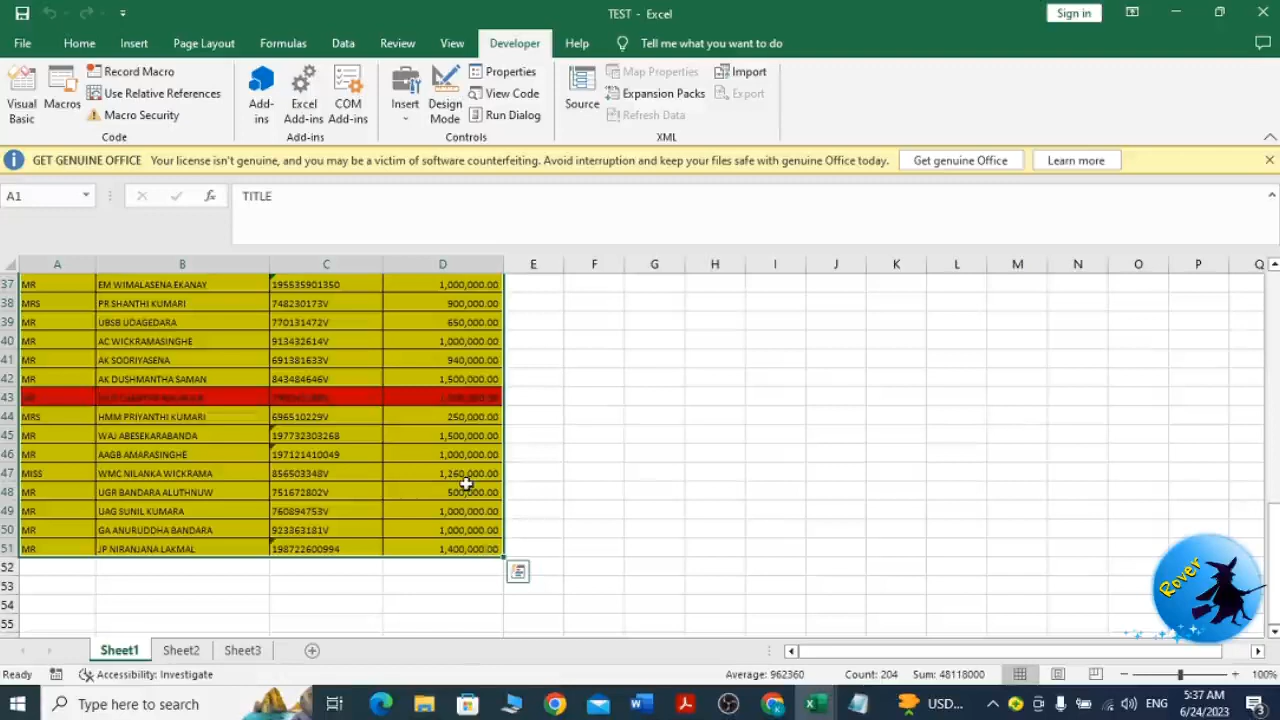 TEST - Excel
Sign in
File Home Insert Page Layout Formulas Data Review View Developer Help Tell me what you want to do
Visual Basic
Macros
Record Macro
Use Relative References
Macro Security
Code
Add-ins
Excel Add-ins
COM Add-ins
Add-ins
Insert
Design Mode
Properties
View Code
Run Dialog
Controls
Source
Map Properties
Expansion Packs
Refresh Data
Import
Export
XML
GET GENUINE OFFICE Your license isn't genuine, and you may be a victim of software counterfeiting. Avoid interruption and keep your files safe with genuine Office today. Get genuine Office Learn more
A1 fx TITLE
A B C D E F G H I J K L M N O P Q
37 MR EM WIMALASENA EKANAY 195535901350 1,000,000.00
38 MRS PR SHANTHI KUMARI 748230173V 900,000.00
39 MR UBSB UDAGEDARA 770131472V 650,000.00
40 MR AC WICKRAMASINGHE 913432614V 1,000,000.00
41 MR AK SOORIYASENA 691381633V 940,000.00
42 MR AK DUSHMANTHA SAMAN 843484646V 1,500,000.00
43
44 MRS HMM PRIYANTHI KUMARI 696510229V 250,000.00
45 MR WAJ ABESEKARABANDA 197732303268 1,500,000.00
46 MR AAGB AMARASINGHE 197121410049 1,000,000.00
47 MISS WMC NILANKA WICKRAMA 856503348V 1,260,000.00
48 MR UGR BANDARA ALUTHNUW 751672802V 500,000.00
49 MR UAG SUNIL KUMARA 760894753V 1,000,000.00
50 MR GA ANURUDDHA BANDARA 923363181V 1,000,000.00
51 MR JP NIRANJANA LAKMAL 198722600994 1,400,000.00
52
53
54
55
Rover
Sheet1 Sheet2 Sheet3
Ready Accessibility: Investigate Average: 962360 Count: 204 Sum: 48118000 100%
Type here to search USD... ENG 5:37 AM
6/24/2023 3